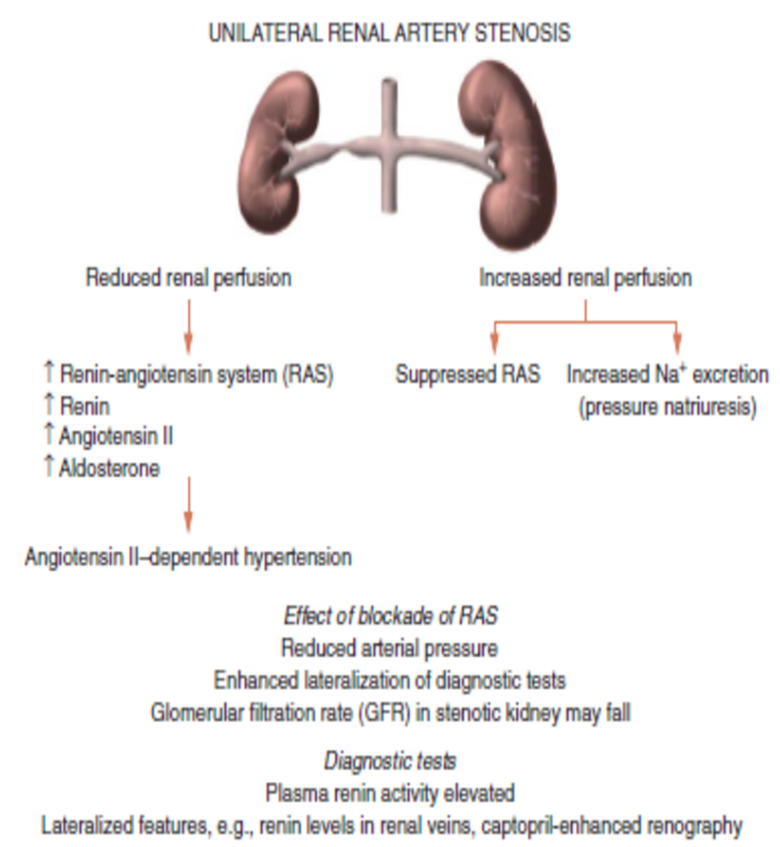 UNILATERAL RENAL ARTERY STENOSIS
Reduced renal perfusion
↑ Renin-angiotensin system (RAS)
↑ Renin
↑ Angiotensin II
↑ Aldosterone
Angiotensin II–dependent hypertension
Increased renal perfusion
Suppressed RAS
Increased Na⁺ excretion
(pressure natriuresis)
Effect of blockade of RAS
Reduced arterial pressure
Enhanced lateralization of diagnostic tests
Glomerular filtration rate (GFR) in stenotic kidney may fall
Diagnostic tests
Plasma renin activity elevated
Lateralized features, e.g., renin levels in renal veins, captopril-enhanced renography